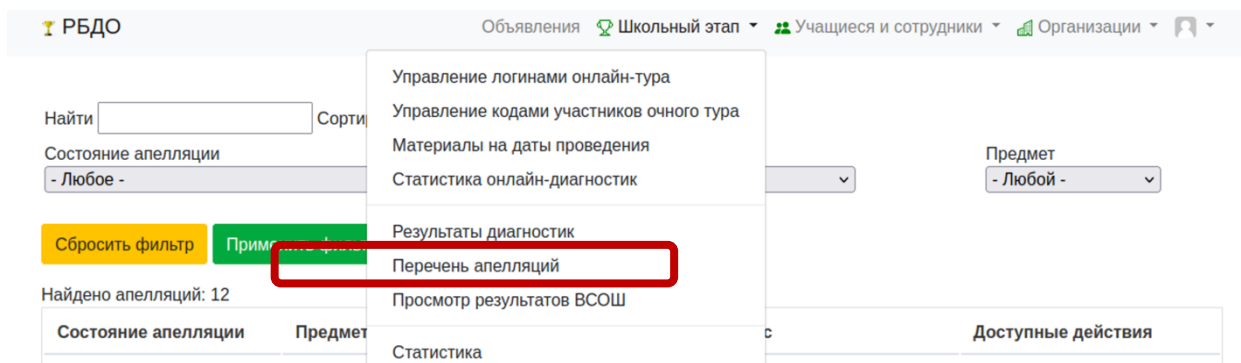 РБДО Объявления Школьный этап Учащиеся и сотрудники Организации
Управление логинами онлайн-тура
Найти Управление кодами участников очного тура
Материалы на даты проведения
Состояние апелляции Предмет
- Любое - Статистика онлайн-диагностик - Любой -
Результаты диагностик
Сбросить фильтр
Перечень апелляций
Найдено апелляций: 12 Просмотр результатов ВСОШ
Состояние апелляции Предмет Доступные действия
Статистика